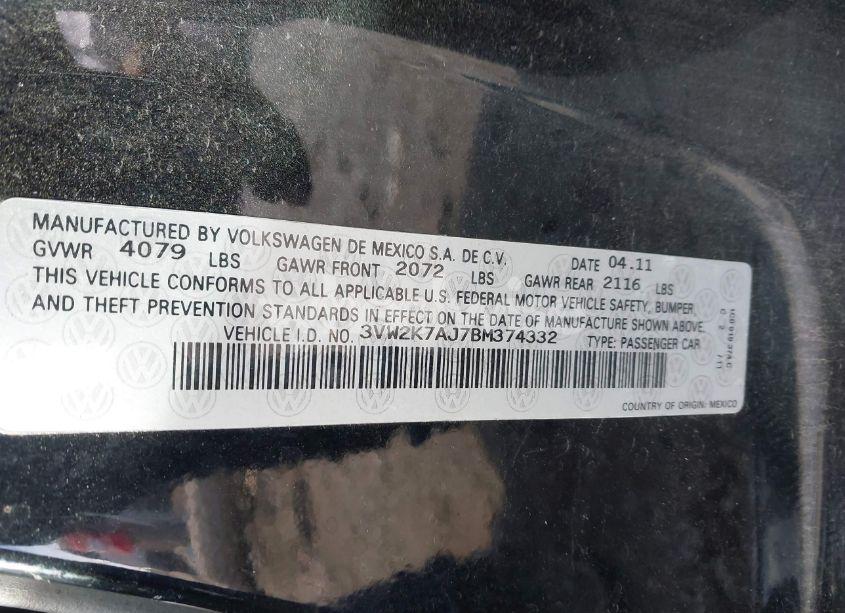 MANUFACTURED BY VOLKSWAGEN DE MEXICO S.A. DE C.V. DATE 04.11
GVWR 4079 LBS GAWR FRONT 2072 LBS GAWR REAR 2116 LBS
THIS VEHICLE CONFORMS TO ALL APPLICABLE U.S. FEDERAL MOTOR VEHICLE SAFETY, BUMPER,
AND THEFT PREVENTION STANDARDS IN EFFECT ON THE DATE OF MANUFACTURE SHOWN ABOVE.
VEHICLE I.D. NO. 3VW2K7AJ7BM374332 TYPE: PASSENGER CAR
COUNTRY OF ORIGIN: MEXICO